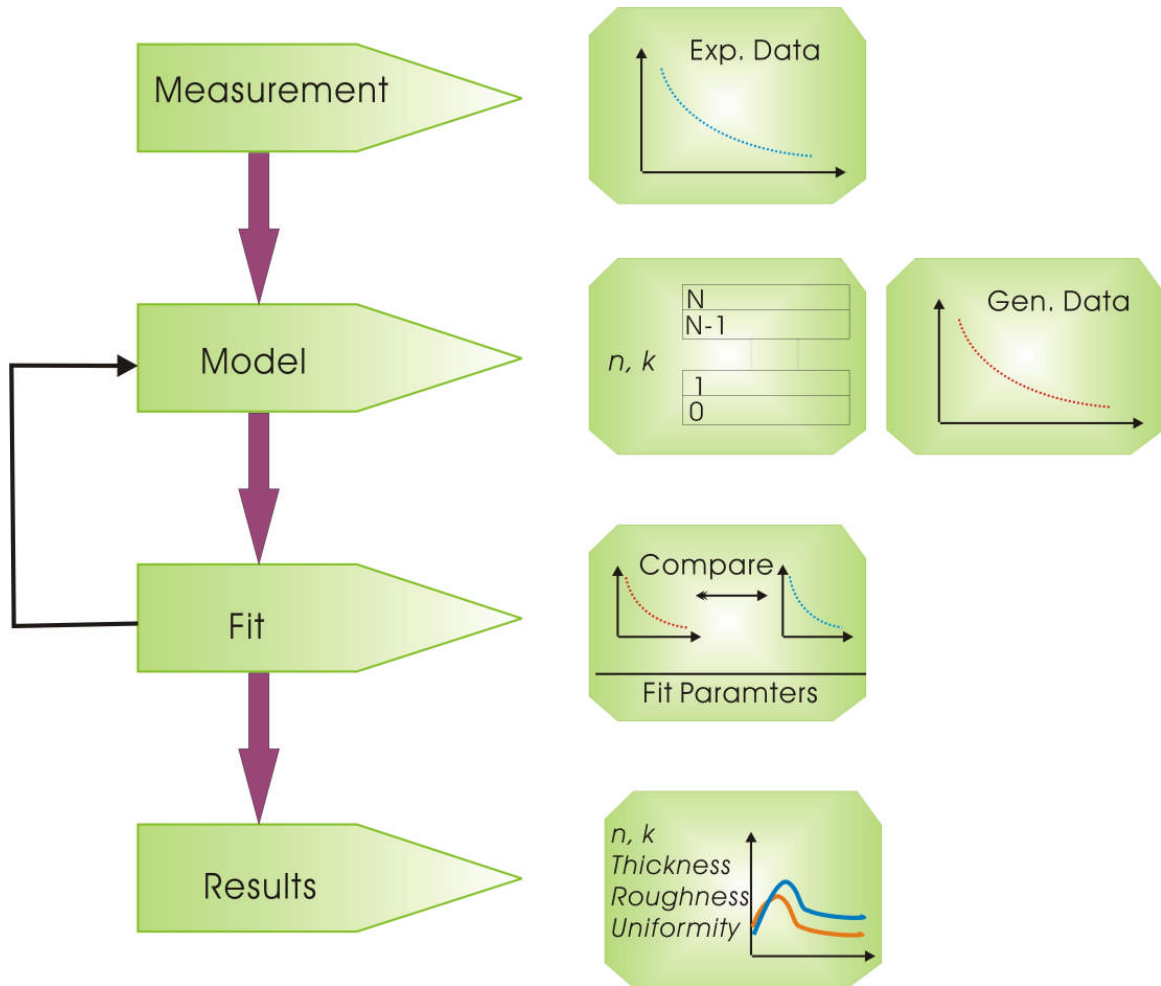 Measurement
Exp. Data
Model
n, k
N
N-1
1
0
Gen. Data
Fit
Compare
Fit Paramters
Results
n, k
Thickness
Roughness
Uniformity